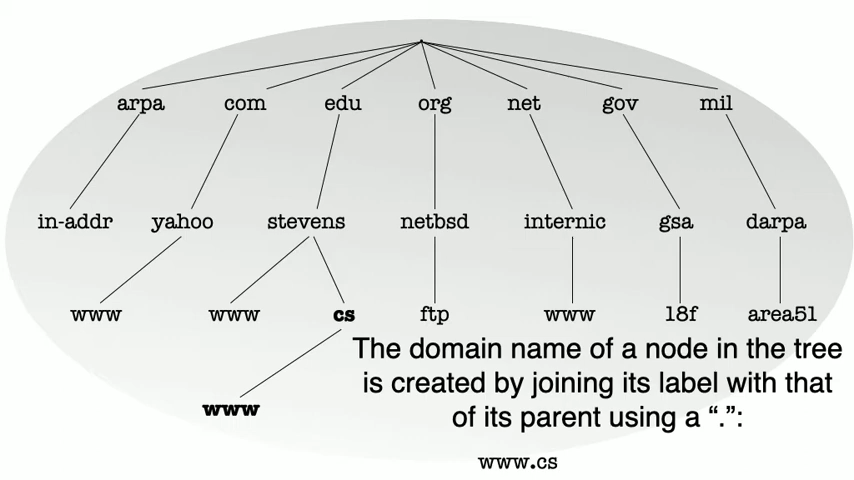 arpa com edu org net gov mil
in-addr yahoo stevens netbsd internic gsa darpa
www www cs ftp www 18f area51
The domain name of a node in the tree
is created by joining its label with that
of its parent using a “.”:
www
www.cs